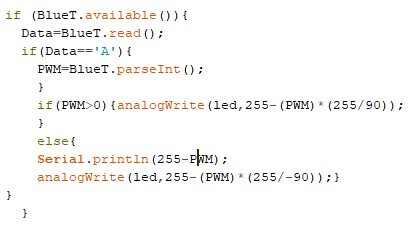 if (BlueT.available()){
Data=BlueT.read();
if(Data=='A'){
PWM=BlueT.parseInt();
}
if(PWM>0){analogWrite(led,255-(PWM)*(255/90));
}
else{
Serial.println(255-PWM);
analogWrite(led,255-(PWM)*(255/-90));}
}
}